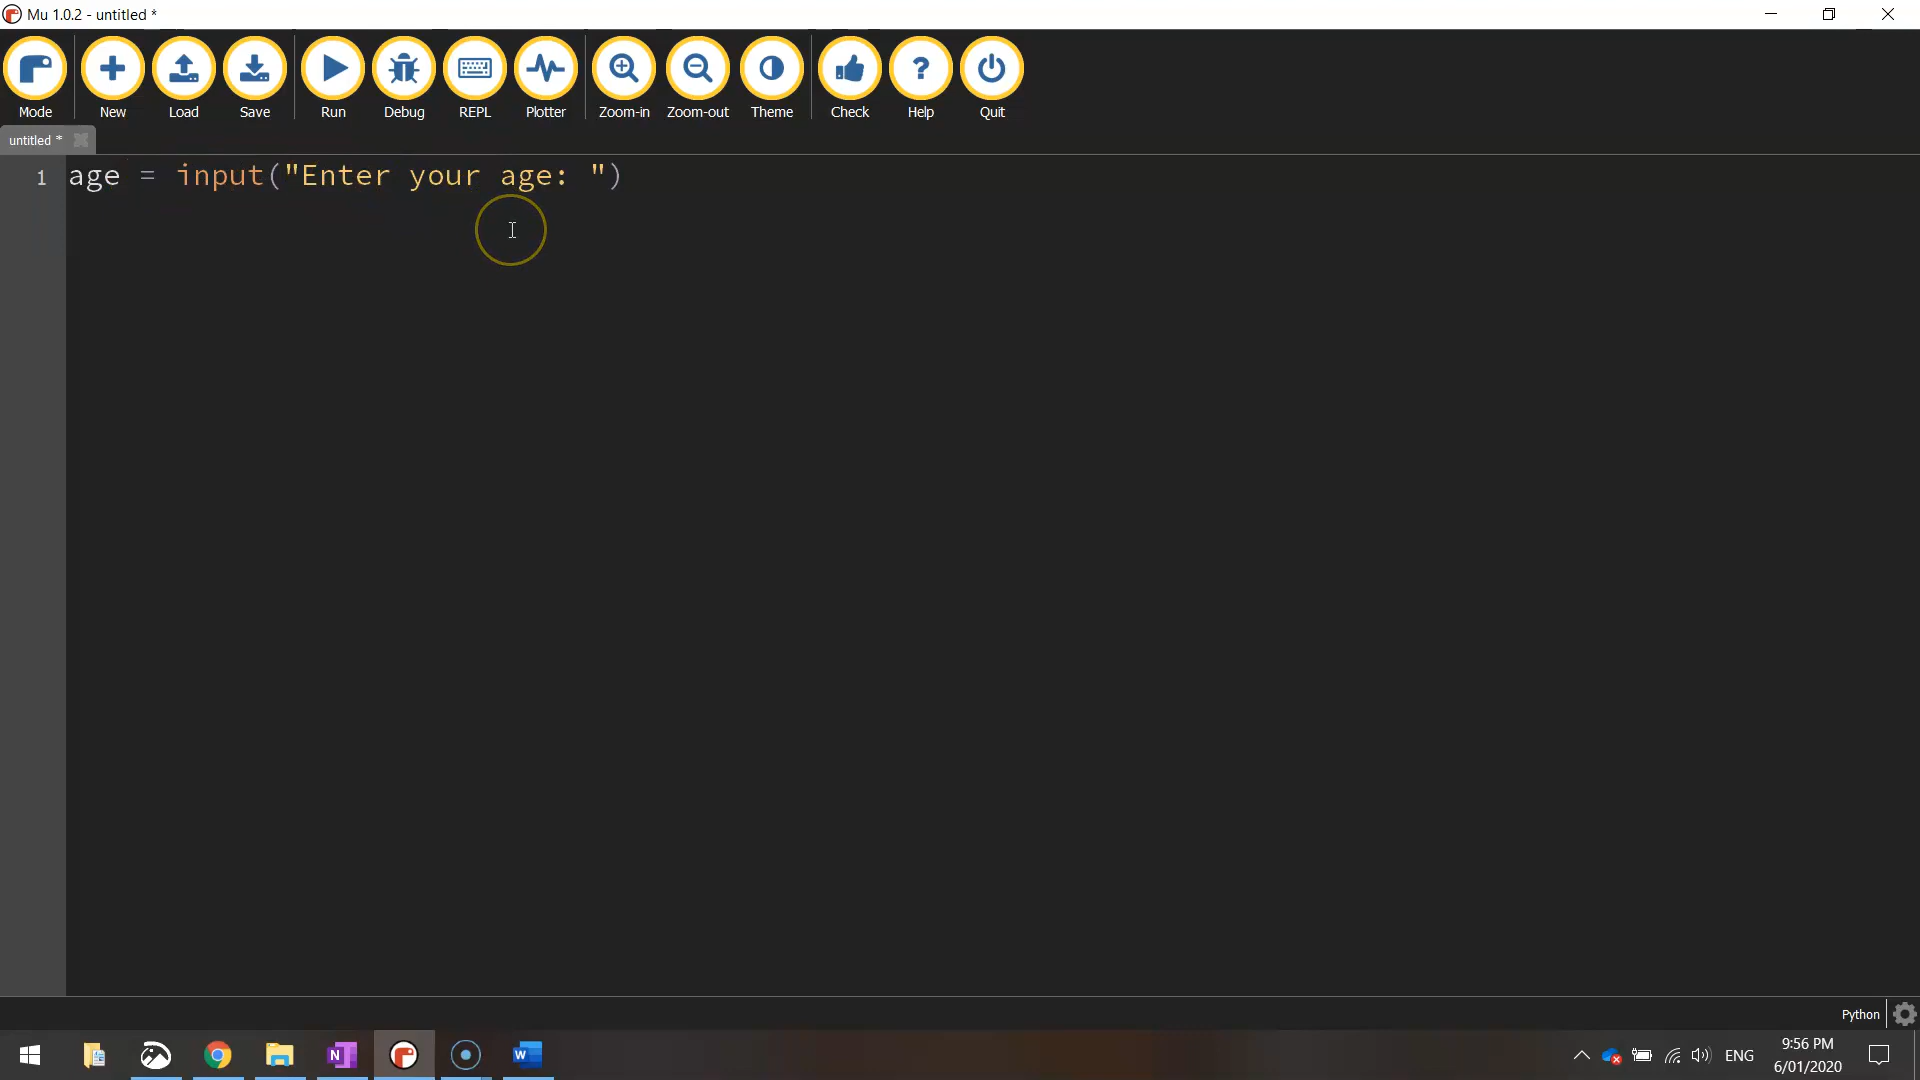 Mu 1.0.2 - untitled *
Mode New Load Save Run Debug REPL Plotter Zoom-in Zoom-out Theme Check Help Quit
untitled *
1 age = input("Enter your age: ")
Python
ENG 9:56 PM
6/01/2020